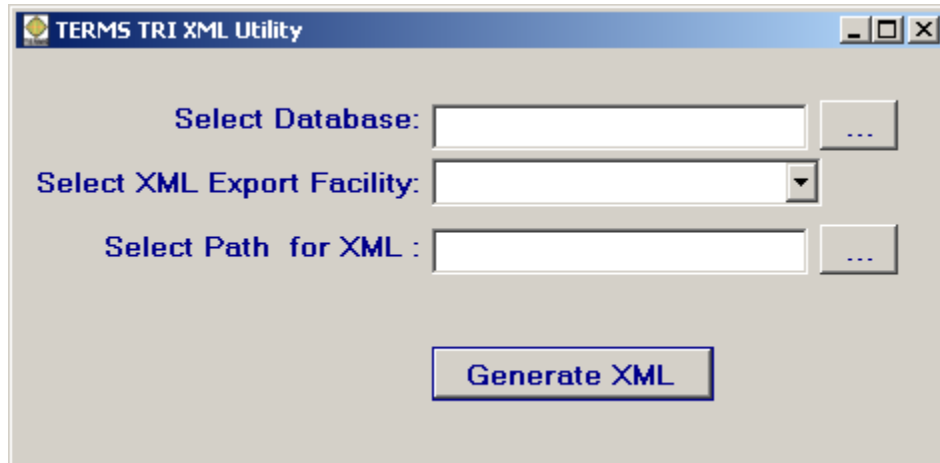 TERMS TRI XML Utility
Select Database:
...
Select XML Export Facility:
Select Path  for XML :
...
Generate XML